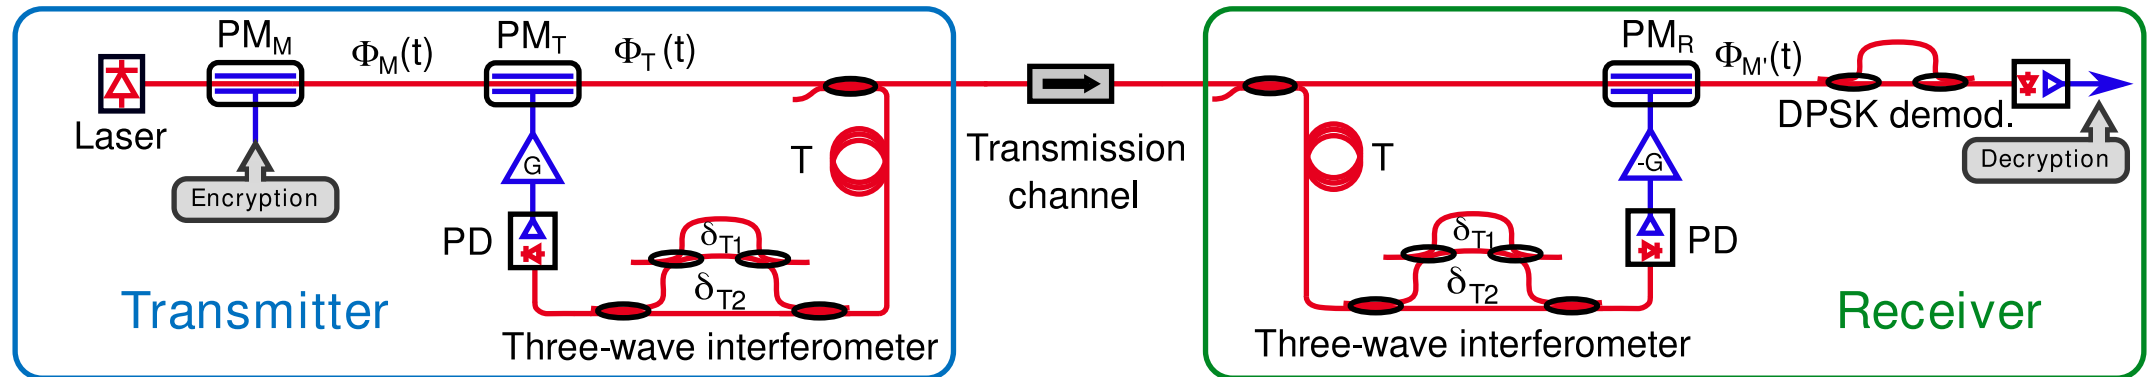 PM_M
Φ_M(t)
PM_T
Φ_T(t)
Laser
Encryption
G
T
PD
δ_T1
δ_T2
Three-wave interferometer
Transmitter
Transmission
channel
PM_R
Φ_M'(t)
DPSK demod.
Decryption
T
-G
PD
δ_T1
δ_T2
Three-wave interferometer
Receiver